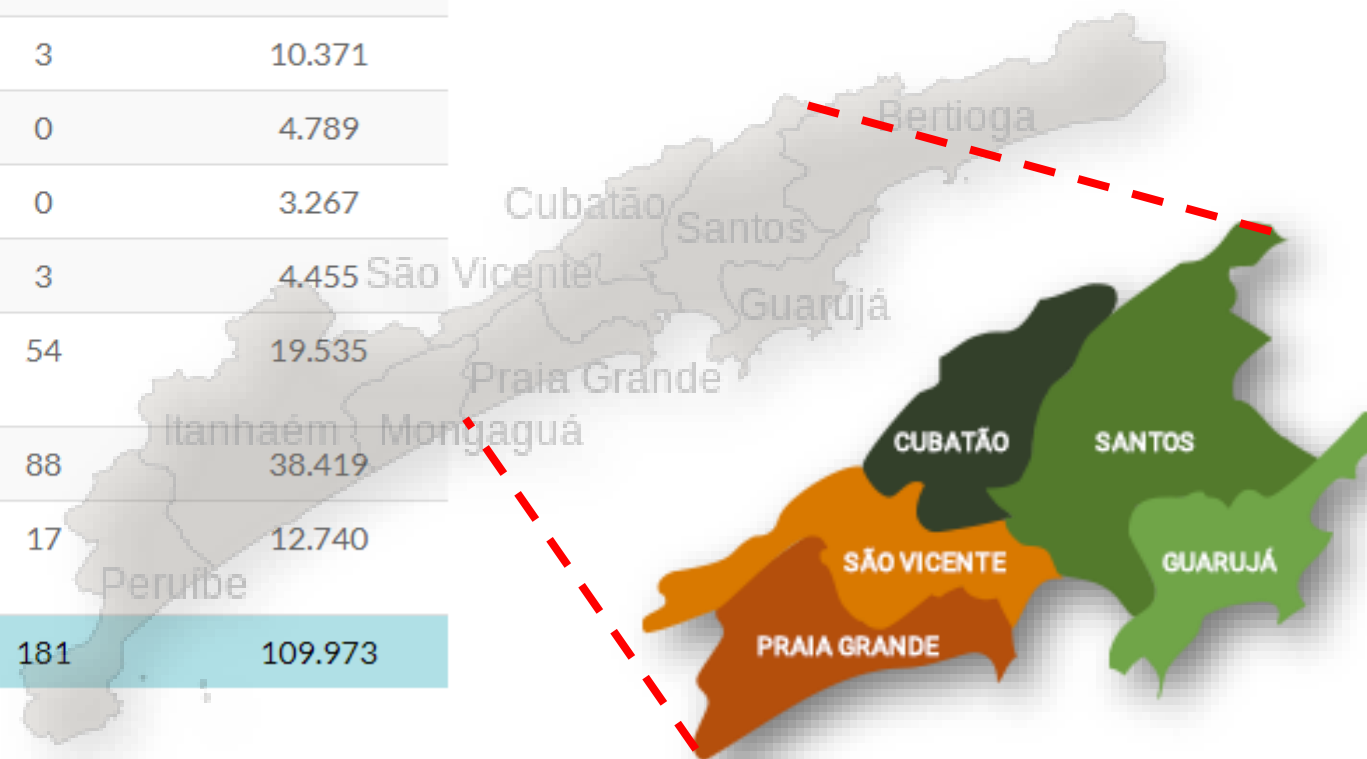 3 10.371
0 4.789
0 3.267
3 4.455
54 19.535
88 38.419
17 12.740
181 109.973
Bertioga
Cubatão
Santos
São Vicente
Guarujá
Praia Grande
Itanhaém
Mongaguá
Peruíbe
CUBATÃO
SANTOS
SÃO VICENTE
GUARUJÁ
PRAIA GRANDE